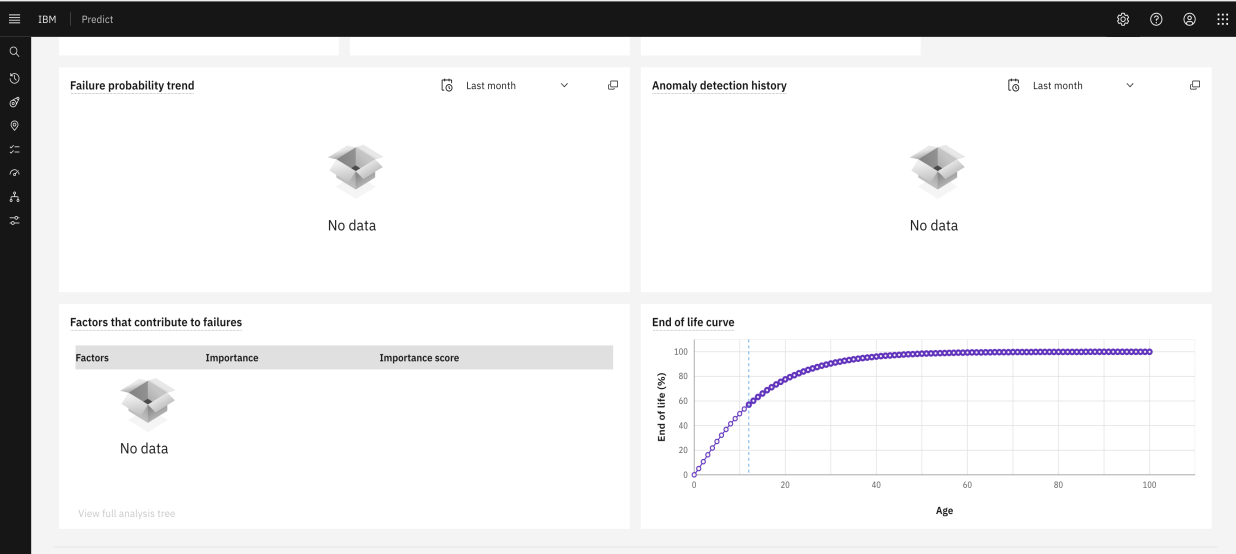 IBM Predict
Failure probability trend
Last month
Anomaly detection history
Last month
No data
No data
Factors that contribute to failures
Factors Importance Importance score
No data
View full analysis tree
End of life curve
End of life (%)
100
80
60
40
20
0
0 20 40 60 80 100
Age